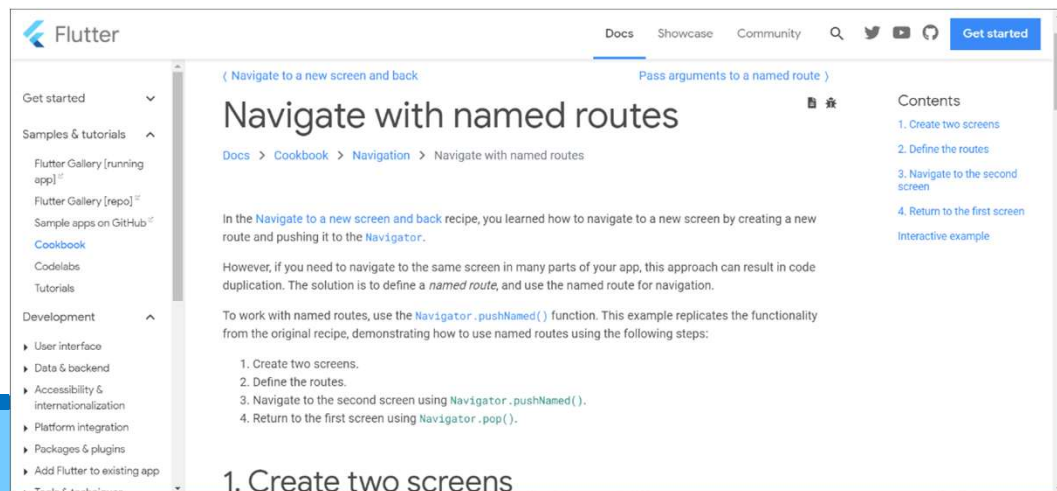 Flutter
Docs Showcase Community
Get started
Get started
Samples & tutorials
Flutter Gallery [running
app]
Flutter Gallery [repo]
Sample apps on GitHub
Cookbook
Codelabs
Tutorials
Development
User interface
Data & backend
Accessibility &
internationalization
Platform integration
Packages & plugins
Add Flutter to existing app
Tools & techniques
⟨ Navigate to a new screen and back
Pass arguments to a named route ⟩
Navigate with named routes
Docs > Cookbook > Navigation > Navigate with named routes
In the Navigate to a new screen and back recipe, you learned how to navigate to a new screen by creating a new
route and pushing it to the Navigator.
However, if you need to navigate to the same screen in many parts of your app, this approach can result in code
duplication. The solution is to define a named route, and use the named route for navigation.
To work with named routes, use the Navigator.pushNamed() function. This example replicates the functionality
from the original recipe, demonstrating how to use named routes using the following steps:
1. Create two screens.
2. Define the routes.
3. Navigate to the second screen using Navigator.pushNamed().
4. Return to the first screen using Navigator.pop().
1. Create two screens
Contents
1. Create two screens
2. Define the routes
3. Navigate to the second
screen
4. Return to the first screen
Interactive example